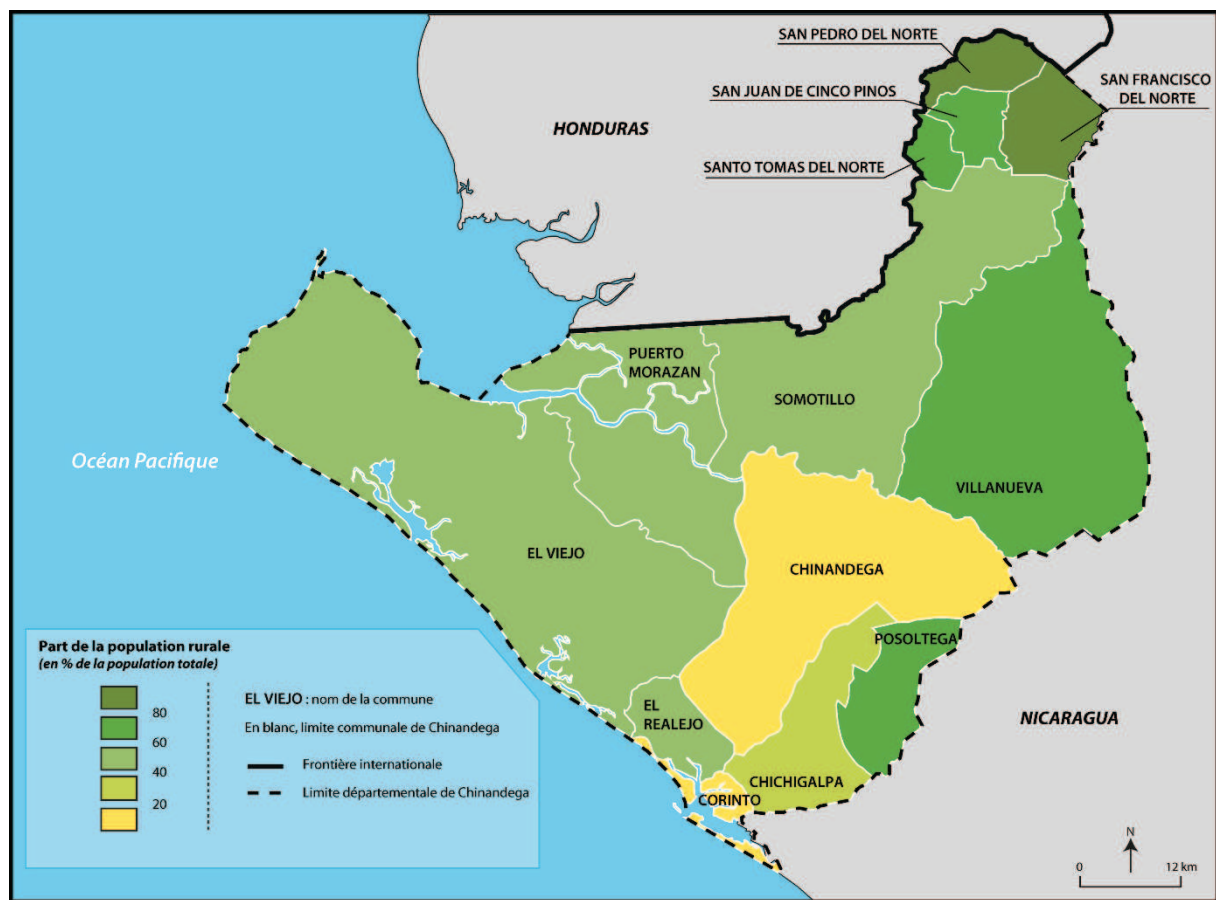 SAN PEDRO DEL NORTE
SAN FRANCISCO
DEL NORTE
SAN JUAN DE CINCO PINOS
HONDURAS
SANTO TOMAS DEL NORTE
PUERTO
MORAZAN
SOMOTILLO
Océan Pacifique
VILLANUEVA
EL VIEJO
CHINANDEGA
POSOLTEGA
EL
REALEJO
NICARAGUA
CHICHIGALPA
CORINTO
Part de la population rurale
(en % de la population totale)
80
60
40
20
EL VIEJO : nom de la commune
En blanc, limite communale de Chinandega
Frontière internationale
Limite départementale de Chinandega
N
0 12 km